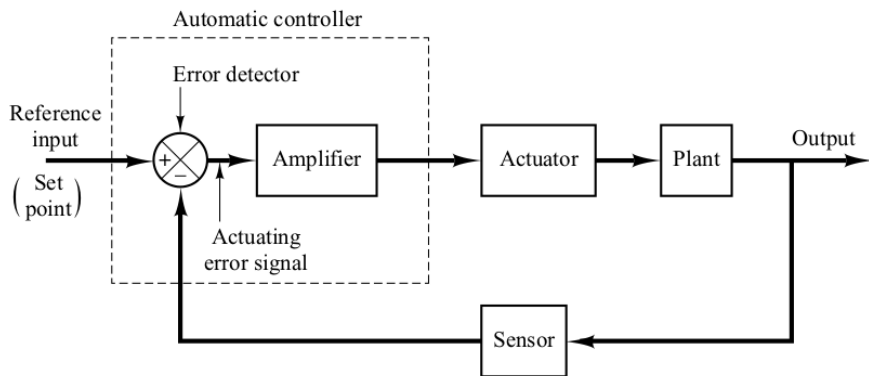 Automatic controller
Error detector
Reference
input
( Set
point )
+
−
Amplifier
Actuator
Plant
Output
Actuating
error signal
Sensor